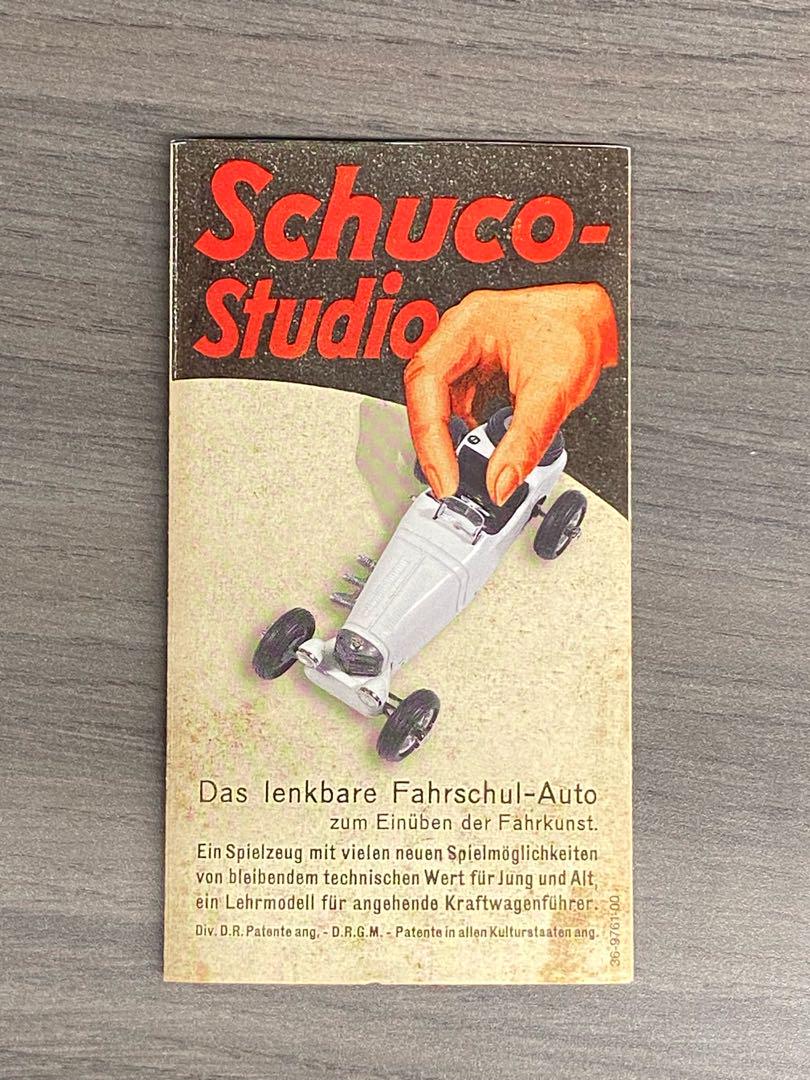 Schuco-
Studio
Das lenkbare Fahrschul-Auto
zum Einüben der Fahrkunst.
Ein Spielzeug mit vielen neuen Spielmöglichkeiten
von bleibendem technischen Wert für Jung und Alt,
ein Lehrmodell für angehende Kraftwagenführer.
Div. D.R. Patente ang. - D.R.G.M. - Patente in allen Kulturstaaten ang.
36-9761-00